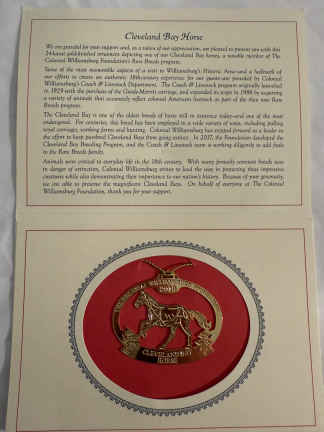 Cleveland Bay Horse
We are grateful for your support and, as a token of our appreciation, are pleased to present you with this
24-karat gold-finished ornament depicting one of our Cleveland Bay horses, a notable member of The
Colonial Williamsburg Foundation's Rare Breeds program.
Some of the most memorable aspects of a visit to Williamsburg's Historic Area—and a hallmark of
our efforts to create an authentic 18th-century experience for our guests—are provided by Colonial
Williamsburg's Coach & Livestock Department. The Coach & Livestock program originally launched
in with the purchase of the carriage, and expanded in scope in 1986 by acquiring
a variety of animals that accurately reflect colonial American livestock as part of the then new Rare
Breeds program.
The Cleveland Bay is one of the oldest breeds of horse still in existence today—and one of the most
endangered. For centuries, this breed has been employed in a wide variety of ways, including pulling
royal carriages, working farms and hunting. Colonial Williamsburg has stepped forward as a leader in
the effort to keep purebred Cleveland Bays from going extinct. In 2017, the Foundation developed the
Cleveland Bay Breeding Program, and the Coach & Livestock team is working diligently to add foals
to the Rare Breeds family.
Animals were critical to everyday life in the 18th century. With many formerly common breeds now
in danger of extinction, Colonial Williamsburg strives to lead the way in preserving these impressive
creatures while also demonstrating their importance to our nation's history. Because of your generosity,
we can able to preserve the magnificent Cleveland Bays. On behalf of everyone at The Colonial
Williamsburg Foundation, thank you for your support.
COLONIAL WILLIAMSBURG
CW
CLEVELAND BAY
HORSE